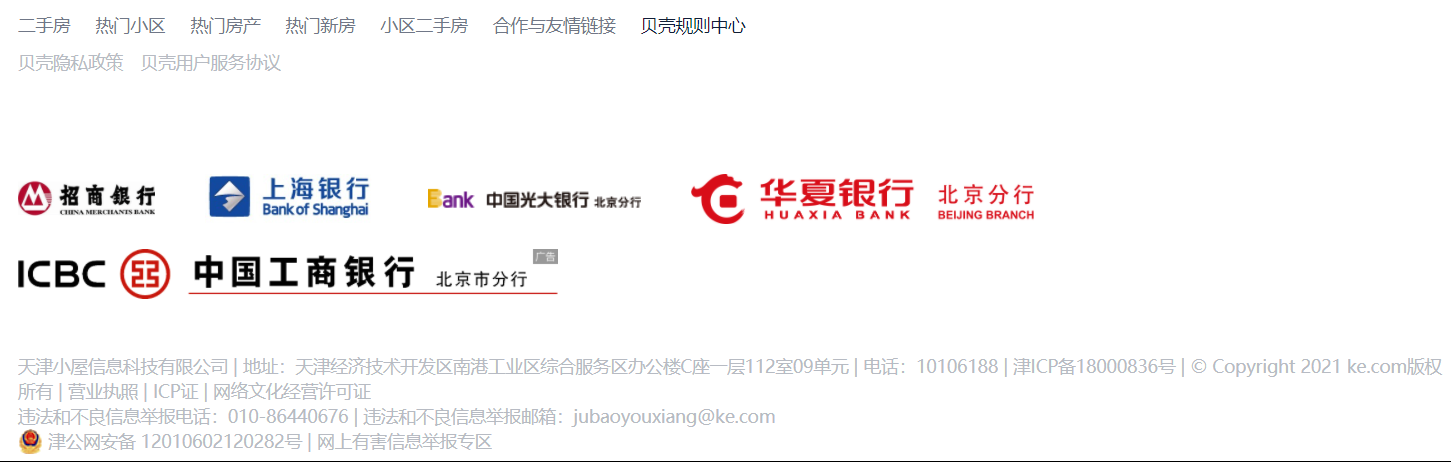 二手房 热门小区 热门房产 热门新房 小区二手房 合作与友情链接 贝壳规则中心
贝壳隐私政策 贝壳用户服务协议
招商银行 上海银行 Bank 中国光大银行 北京分行 华夏银行 北京分行
CHINA MERCHANTS BANK Bank of Shanghai HUAXIA BANK BEIJING BRANCH
ICBC 中国工商银行 北京市分行 广告
天津小屋信息科技有限公司 | 地址：天津经济技术开发区南港工业区综合服务区办公楼C座一层112室09单元 | 电话：10106188 | 津ICP备18000836号 | © Copyright 2021 ke.com版权
所有 | 营业执照 | ICP证 | 网络文化经营许可证
违法和不良信息举报电话：010-86440676 | 违法和不良信息举报邮箱：jubaoyouxiang@ke.com
津公网安备 12010602120282号 | 网上有害信息举报专区